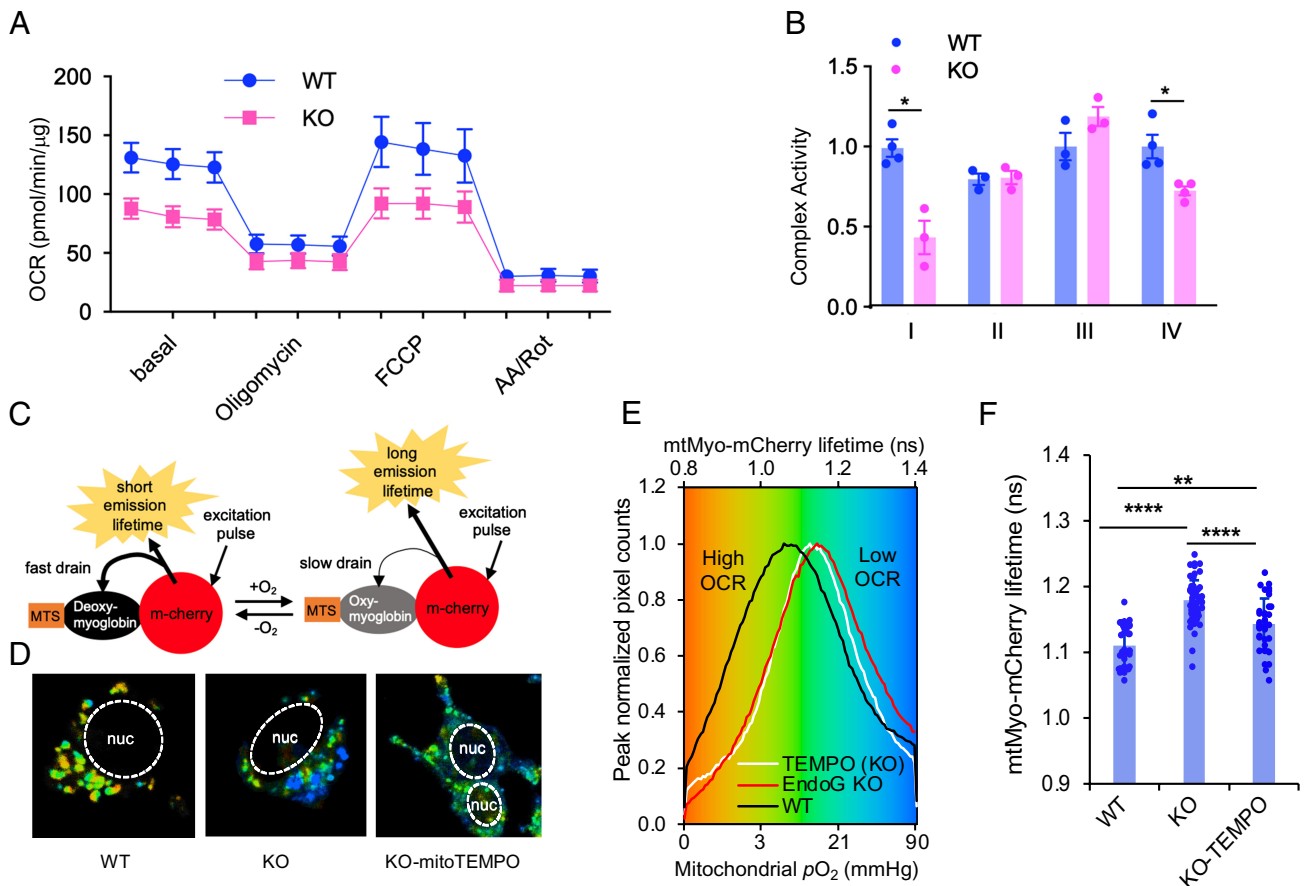 A
WT
KO
OCR (pmol/min/µg)
200
150
100
50
0
basal
Oligomycin
FCCP
AA/Rot
B
WT
KO
Complex Activity
1.5
1.0
0.5
0.0
*
*
I
II
III
IV
C
short
emission
lifetime
excitation
pulse
fast drain
MTS
Deoxy-
myoglobin
m-cherry
+O₂
-O₂
long
emission
lifetime
excitation
pulse
slow drain
MTS
Oxy-
myoglobin
m-cherry
D
nuc
nuc
nuc
nuc
WT
KO
KO-mitoTEMPO
E
mtMyo-mCherry lifetime (ns)
0.8
1.0
1.2
1.4
Peak normalized pixel counts
1.2
1.0
0.8
0.6
0.4
0.2
0.0
High
OCR
Low
OCR
TEMPO (KO)
EndoG KO
WT
0
3
21
90
Mitochondrial pO₂ (mmHg)
F
mtMyo-mCherry lifetime (ns)
1.4
1.3
1.2
1.1
1.0
0.9
**
****
****
WT
KO
KO-TEMPO